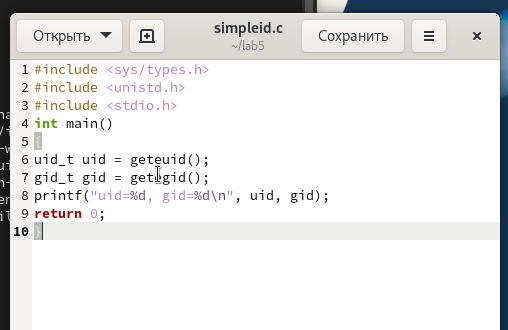 Открыть
simpleid.c
~/lab5
Сохранить
1 #include <sys/types.h>
2 #include <unistd.h>
3 #include <stdio.h>
4 int main()
5 {
6 uid_t uid = geteuid();
7 gid_t gid = getegid();
8 printf("uid=%d, gid=%d\n", uid, gid);
9 return 0;
10 }